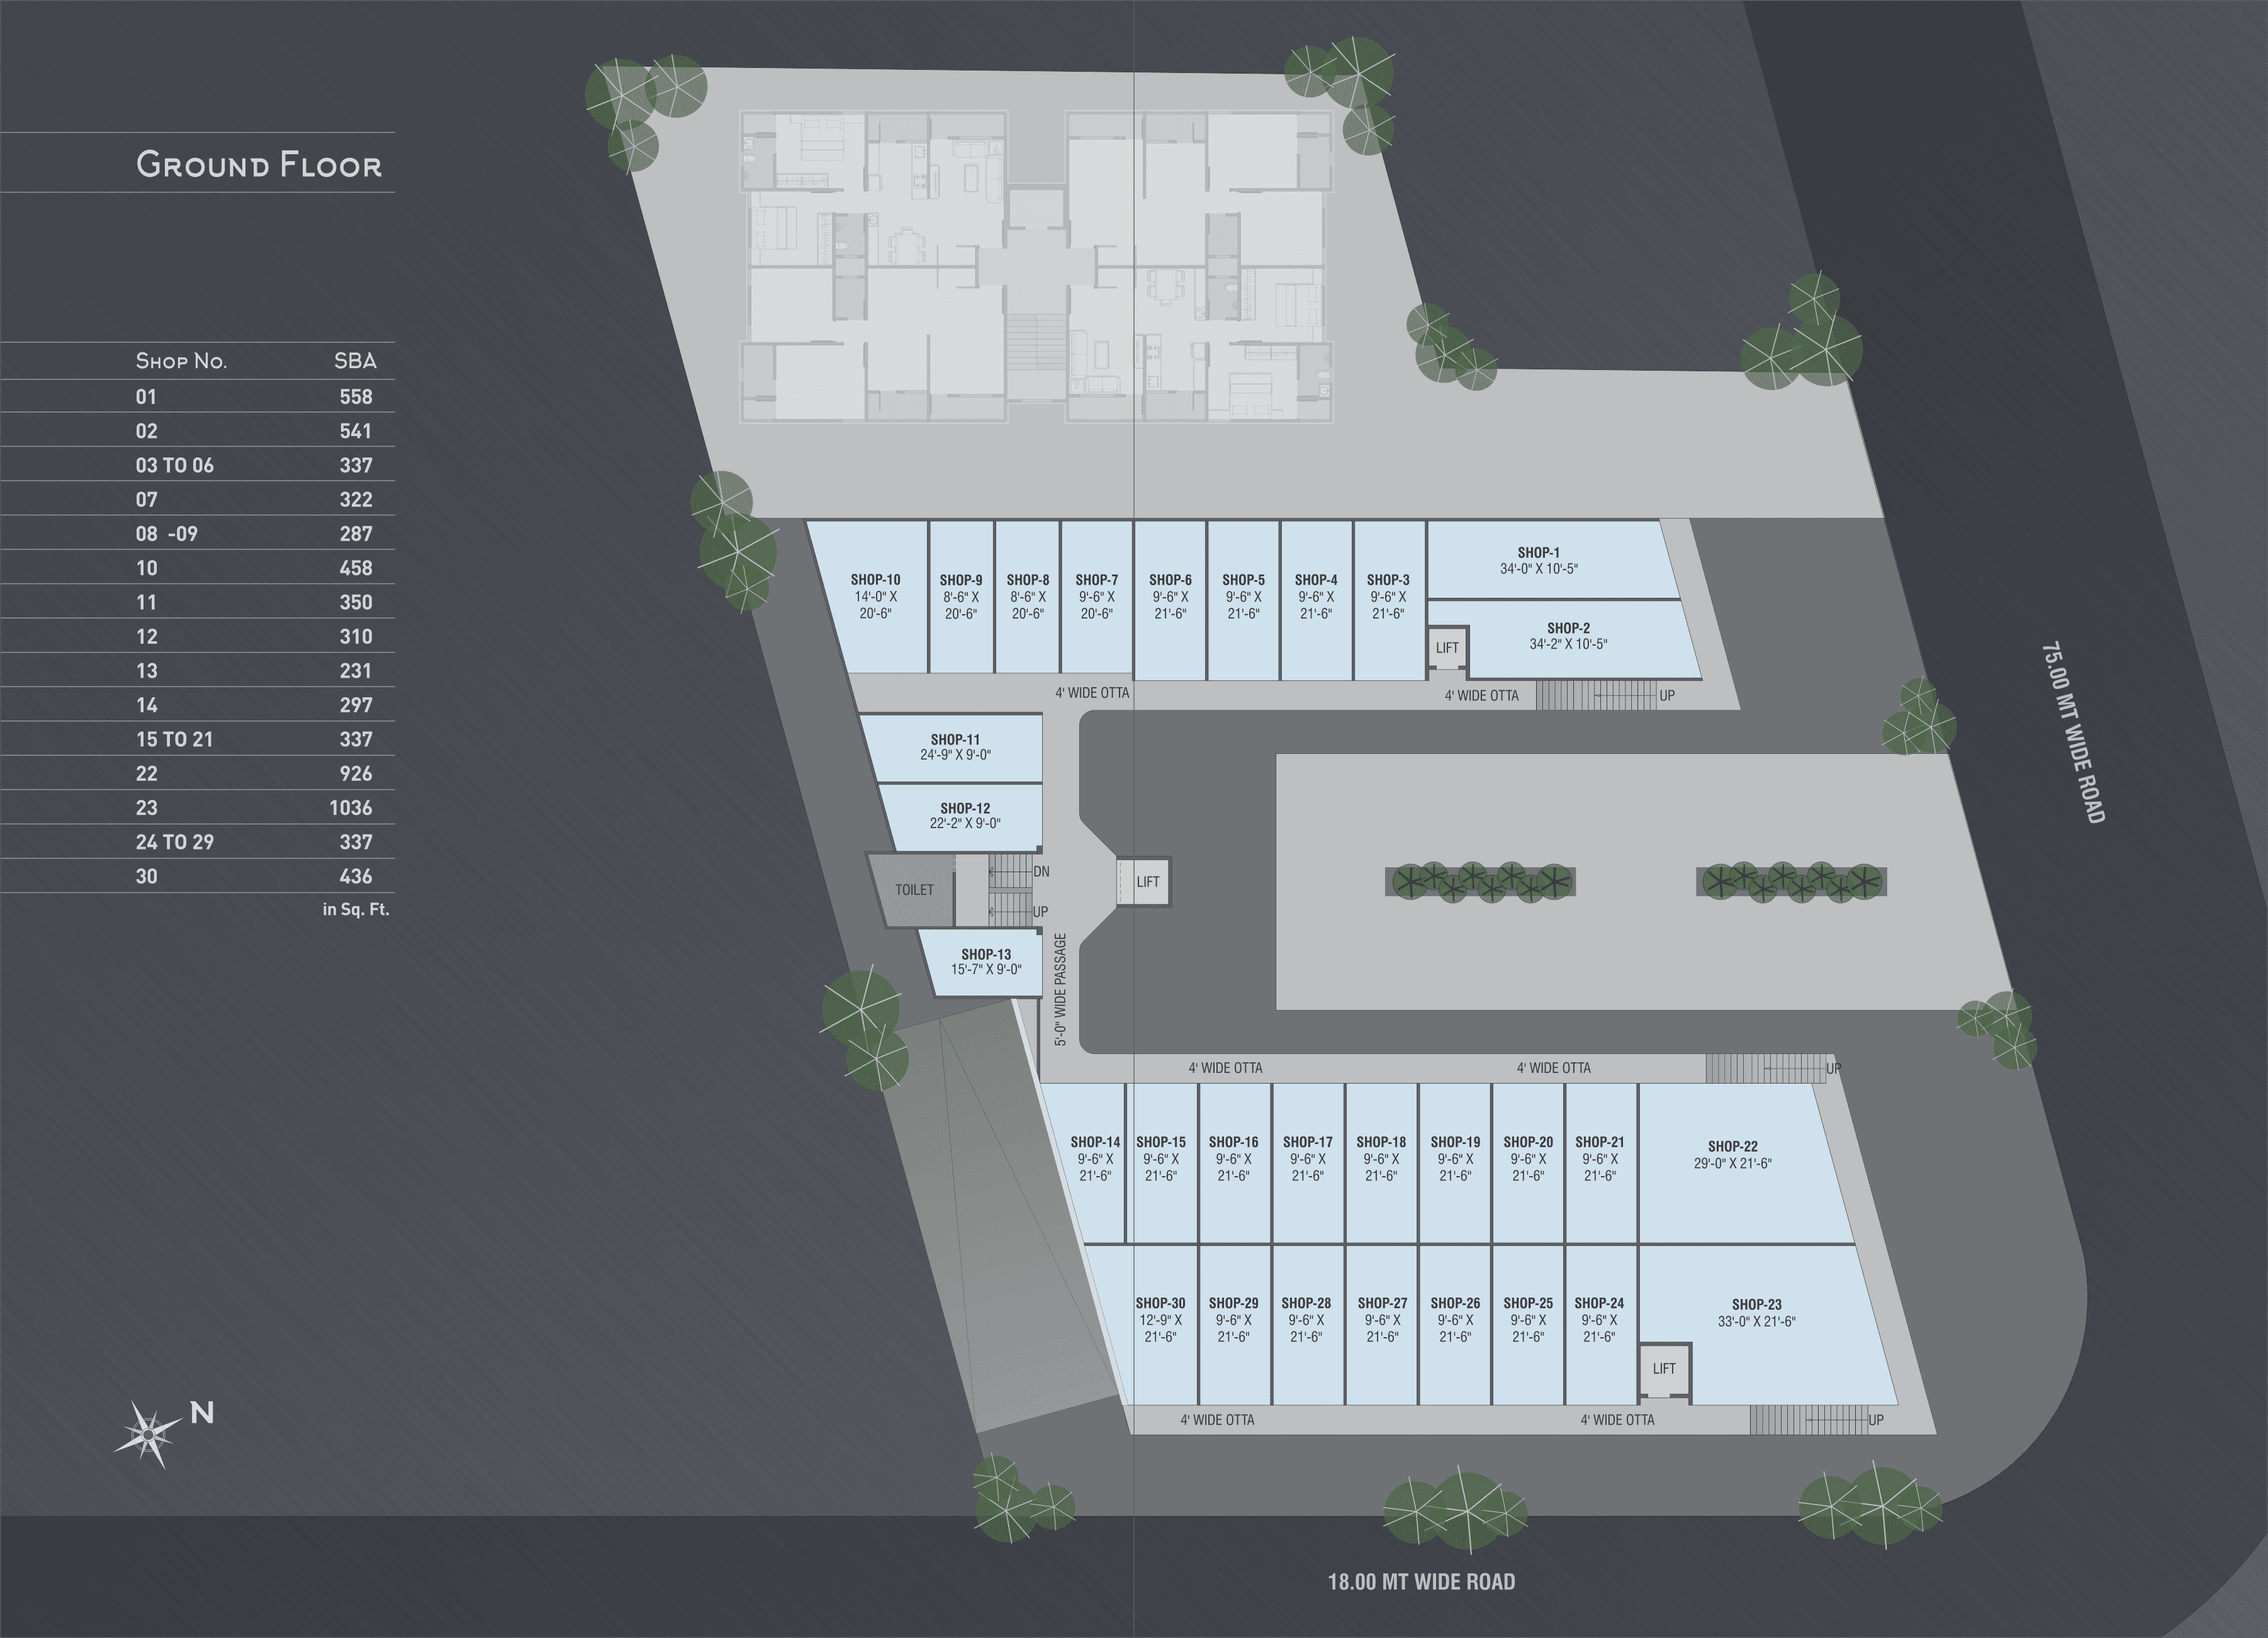 GROUND FLOOR
SHOP NO. SBA
01 558
02 541
03 TO 06 337
07 322
08 -09 287
10 458
11 350
12 310
13 231
14 297
15 TO 21 337
22 926
23 1036
24 TO 29 337
30 436
in Sq. Ft.
N
SHOP-10
14'-0" X
20'-6"
SHOP-9
8'-6" X
20'-6"
SHOP-8
8'-6" X
20'-6"
SHOP-7
9'-6" X
20'-6"
SHOP-6
9'-6" X
21'-6"
SHOP-5
9'-6" X
21'-6"
SHOP-4
9'-6" X
21'-6"
SHOP-3
9'-6" X
21'-6"
SHOP-1
34'-0" X 10'-5"
SHOP-2
34'-2" X 10'-5"
LIFT
4' WIDE OTTA
4' WIDE OTTA
UP
SHOP-11
24'-9" X 9'-0"
SHOP-12
22'-2" X 9'-0"
TOILET
DN
UP
LIFT
SHOP-13
15'-7" X 9'-0"
5'-0" WIDE PASSAGE
75.00 MT WIDE ROAD
4' WIDE OTTA
4' WIDE OTTA
UP
SHOP-14
9'-6" X
21'-6"
SHOP-15
9'-6" X
21'-6"
SHOP-16
9'-6" X
21'-6"
SHOP-17
9'-6" X
21'-6"
SHOP-18
9'-6" X
21'-6"
SHOP-19
9'-6" X
21'-6"
SHOP-20
9'-6" X
21'-6"
SHOP-21
9'-6" X
21'-6"
SHOP-22
29'-0" X 21'-6"
SHOP-30
12'-9" X
21'-6"
SHOP-29
9'-6" X
21'-6"
SHOP-28
9'-6" X
21'-6"
SHOP-27
9'-6" X
21'-6"
SHOP-26
9'-6" X
21'-6"
SHOP-25
9'-6" X
21'-6"
SHOP-24
9'-6" X
21'-6"
SHOP-23
33'-0" X 21'-6"
LIFT
4' WIDE OTTA
4' WIDE OTTA
UP
18.00 MT WIDE ROAD